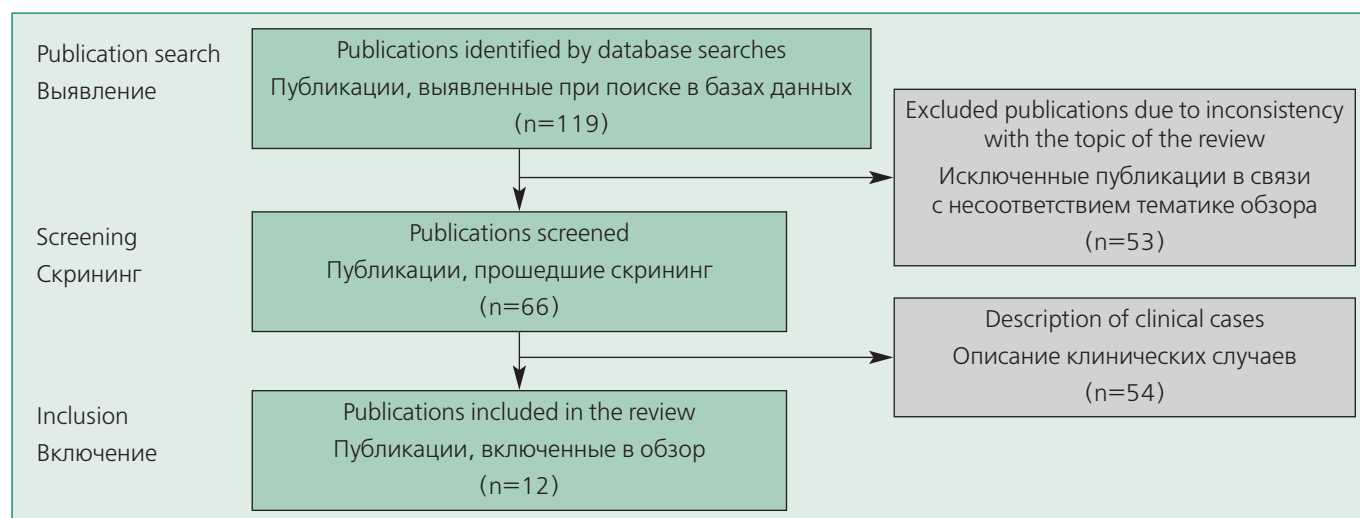 Publication search
Выявление
Publications identified by database searches
Публикации, выявленные при поиске в базах данных
(n=119)
Excluded publications due to inconsistency
with the topic of the review
Исключенные публикации в связи
с несоответствием тематике обзора
(n=53)
Screening
Скрининг
Publications screened
Публикации, прошедшие скрининг
(n=66)
Description of clinical cases
Описание клинических случаев
(n=54)
Inclusion
Включение
Publications included in the review
Публикации, включенные в обзор
(n=12)